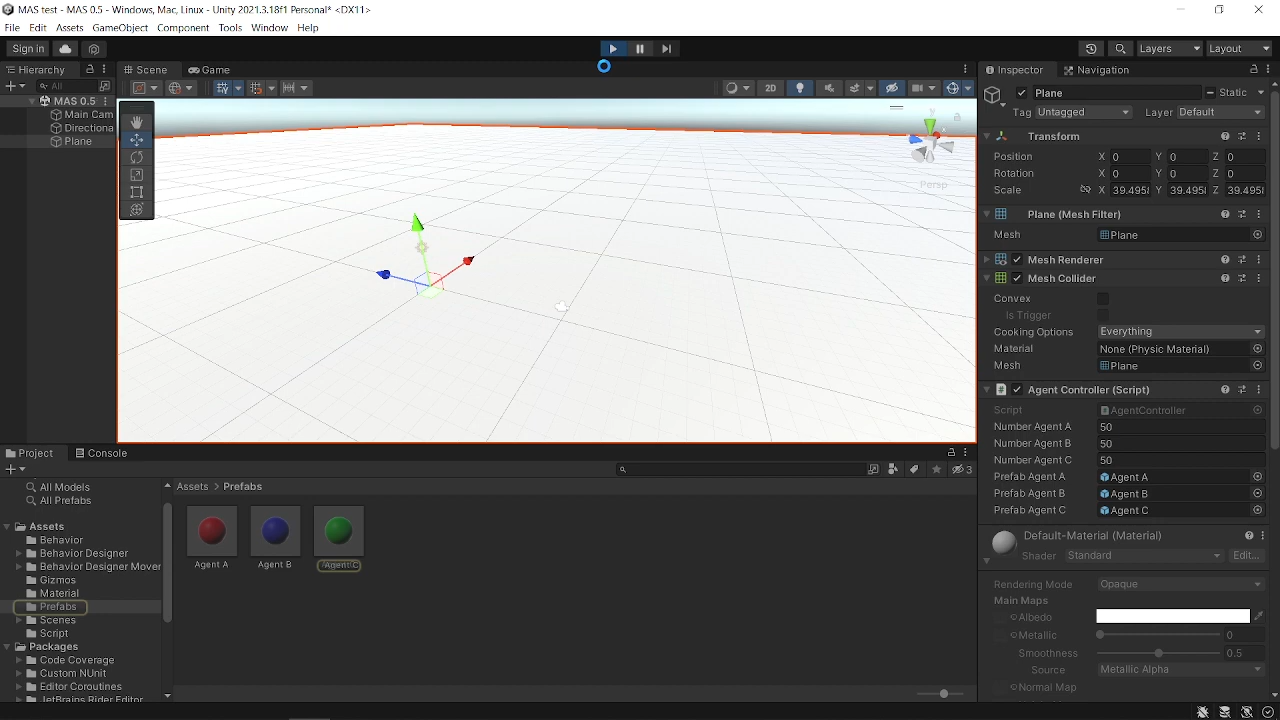 MAS test - MAS 0.5 - Windows, Mac, Linux - Unity 2021.3.18f1 Personal* <DX11>
File Edit Assets GameObject Component Tools Window Help
Sign in
Layers
Layout
Hierarchy
Scene
Game
Inspector
Navigation
All
2D
MAS 0.5
Main Cam
Directiona
Plane
Persp
Plane
Static
Tag Untagged
Layer Default
Transform
Position X 0 Y 0 Z 0
Rotation X 0 Y 0 Z 0
Scale X 39.495 Y 39.495 Z 39.495
Plane (Mesh Filter)
Mesh Plane
Mesh Renderer
Mesh Collider
Convex
Is Trigger
Cooking Options Everything
Material None (Physic Material)
Mesh Plane
Agent Controller (Script)
Script AgentController
Number Agent A 50
Number Agent B 50
Number Agent C 50
Prefab Agent A Agent A
Prefab Agent B Agent B
Prefab Agent C Agent C
Default-Material (Material)
Shader Standard Edit...
Rendering Mode Opaque
Main Maps
Albedo
Metallic 0
Smoothness 0.5
Source Metallic Alpha
Normal Map
Project
Console
3
All Models
All Prefabs
Assets
Behavior
Behavior Designer
Behavior Designer Mover
Gizmos
Material
Prefabs
Scenes
Script
Packages
Code Coverage
Custom NUnit
Editor Coroutines
JetBrains Rider Editor
Assets > Prefabs
Agent A
Agent B
Agent C